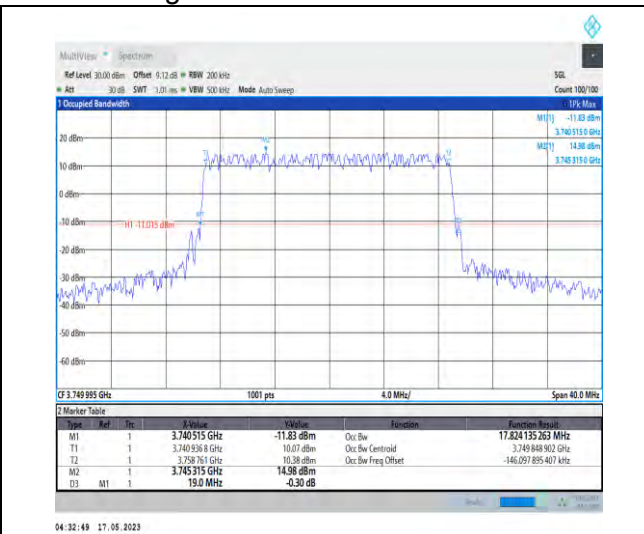 MultiView Spectrum
Ref Level 30.00 dBm Offset 9.12 dB RBW 200 kHz SGL
Att 30 dB SWT 1.01 ms VBW 500 kHz Mode Auto Sweep Count 100/100
1 Occupied Bandwidth 1Pk Max
M1[1] -11.83 dBm
3.740 515 0 GHz
M2[1] 14.98 dBm
3.745 315 0 GHz
20 dBm
10 dBm
0 dBm
-10 dBm
H1 -11.015 dBm
-20 dBm
-30 dBm
-40 dBm
-50 dBm
-60 dBm
CF 3.749 995 GHz 1001 pts 4.0 MHz/ Span 40.0 MHz
2 Marker Table
Type Ref Trc X-Value Y-Value Function Function Result
M1 1 3.740 515 GHz -11.83 dBm Occ Bw 17.824 135 263 MHz
T1 1 3.740 936 8 GHz 10.07 dBm Occ Bw Centroid 3.749 848 902 GHz
T2 1 3.758 761 GHz 10.38 dBm Occ Bw Freq Offset -146.097 895 407 kHz
M2 1 3.745 315 GHz 14.98 dBm
D3 M1 1 19.0 MHz -0.30 dB
04:32:49 17.05.2023